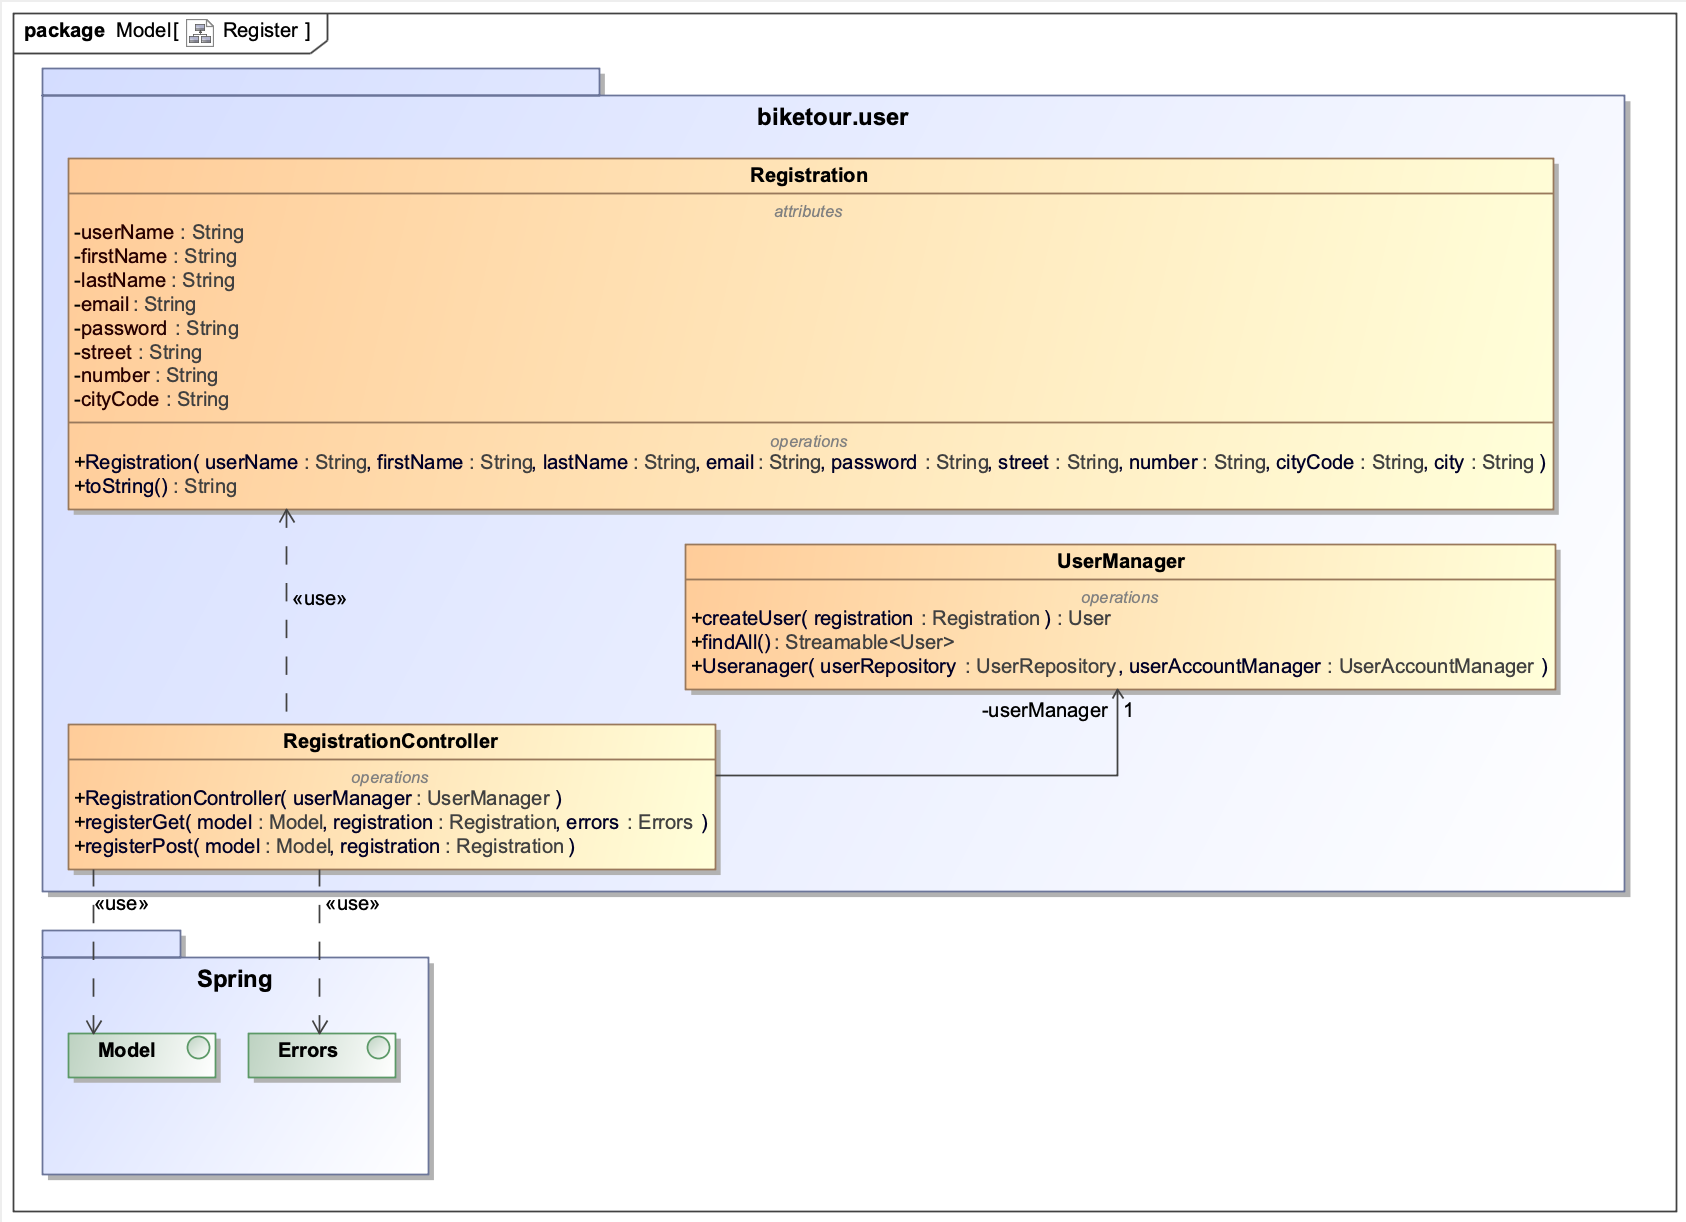 package Model[ Register ]
biketour.user
Registration
attributes
-userName : String
-firstName : String
-lastName : String
-email : String
-password : String
-street : String
-number : String
-cityCode : String
operations
+Registration( userName : String, firstName : String, lastName : String, email : String, password : String, street : String, number : String, cityCode : String, city : String )
+toString() : String
«use»
UserManager
operations
+createUser( registration : Registration ) : User
+findAll() : Streamable<User>
+Useranager( userRepository : UserRepository, userAccountManager : UserAccountManager )
-userManager 1
RegistrationController
operations
+RegistrationController( userManager : UserManager )
+registerGet( model : Model, registration : Registration, errors : Errors )
+registerPost( model : Model, registration : Registration )
«use» «use»
Spring
Model Errors